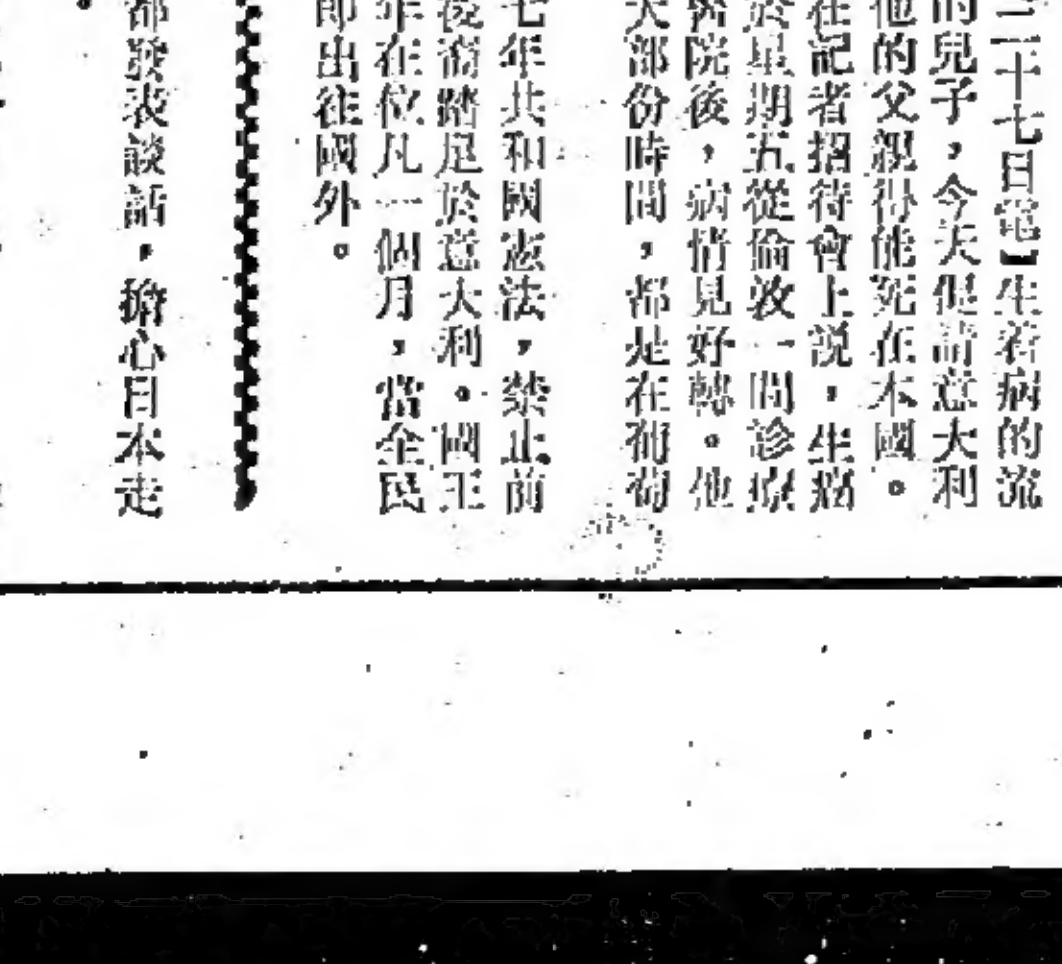 二十七日電】生着病的流
的兒子，今天促請意大利
他的父親得能死在本國。
在記者招待會上說，生病
於星期五從倫敦一間診療
院後，病情見好轉。他
大部份時間，都是在葡萄
七年共和國憲法，禁止前
後裔踏足於意大利。國王
年在位凡一個月，當全民
即出往國外。
都發表談話，擔心日本走
。